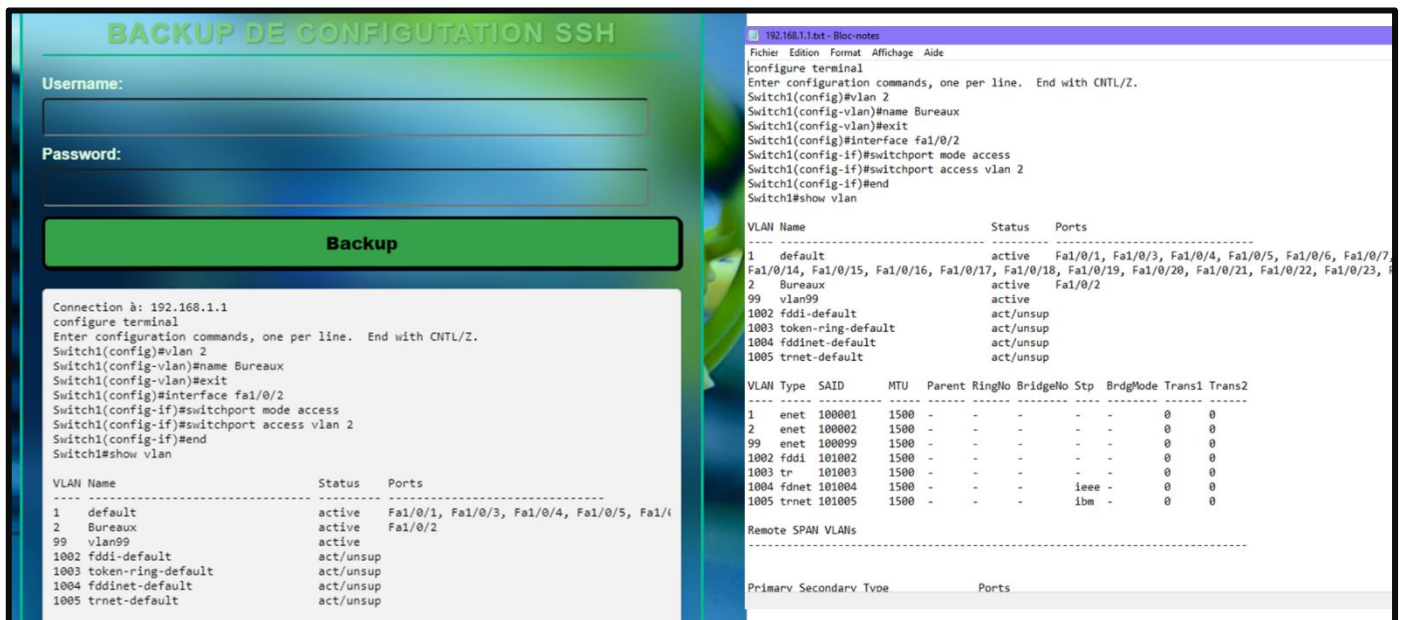 BACKUP DE CONFIGUTATION SSH
Username:
Password:
Backup
Connection à: 192.168.1.1
configure terminal
Enter configuration commands, one per line.  End with CNTL/Z.
Switch1(config)#vlan 2
Switch1(config-vlan)#name Bureaux
Switch1(config-vlan)#exit
Switch1(config)#interface fa1/0/2
Switch1(config-if)#switchport mode access
Switch1(config-if)#switchport access vlan 2
Switch1(config-if)#end
Switch1#show vlan
VLAN Name                             Status    Ports
---- -------------------------------- --------- -------------------------------
1    default                          active    Fa1/0/1, Fa1/0/3, Fa1/0/4, Fa1/0/5,
2    Bureaux                          active    Fa1/0/2
99   vlan99                           active
1002 fddi-default                     act/unsup
1003 token-ring-default               act/unsup
1004 fddinet-default                  act/unsup
1005 trnet-default                    act/unsup
192.168.1.1.txt - Bloc-notes
Fichier  Edition  Format  Affichage  Aide
configure terminal
Enter configuration commands, one per line.  End with CNTL/Z.
Switch1(config)#vlan 2
Switch1(config-vlan)#name Bureaux
Switch1(config-vlan)#exit
Switch1(config)#interface fa1/0/2
Switch1(config-if)#switchport mode access
Switch1(config-if)#switchport access vlan 2
Switch1(config-if)#end
Switch1#show vlan
VLAN Name                             Status    Ports
---- -------------------------------- --------- -------------------------------
1    default                          active    Fa1/0/1, Fa1/0/3, Fa1/0/4, Fa1/0/5, Fa1/0/6, Fa1/0/7,
Fa1/0/14, Fa1/0/15, Fa1/0/16, Fa1/0/17, Fa1/0/18, Fa1/0/19, Fa1/0/20, Fa1/0/21, Fa1/0/22, Fa1/0/23,
2    Bureaux                          active    Fa1/0/2
99   vlan99                           active
1002 fddi-default                     act/unsup
1003 token-ring-default               act/unsup
1004 fddinet-default                  act/unsup
1005 trnet-default                    act/unsup
VLAN Type  SAID       MTU   Parent RingNo BridgeNo Stp  BrdgMode Trans1 Trans2
---- ----- ---------- ----- ------ ------ -------- ---- -------- ------ ------
1    enet  100001     1500  -      -      -        -    -        0      0
2    enet  100002     1500  -      -      -        -    -        0      0
99   enet  100099     1500  -      -      -        -    -        0      0
1002 fddi  101002     1500  -      -      -        -    -        0      0
1003 tr    101003     1500  -      -      -        -    -        0      0
1004 fdnet 101004     1500  -      -      -        ieee -        0      0
1005 trnet 101005     1500  -      -      -        ibm  -        0      0
Remote SPAN VLANs
------------------------------------------------------------------------------
Primary Secondary Type              Ports